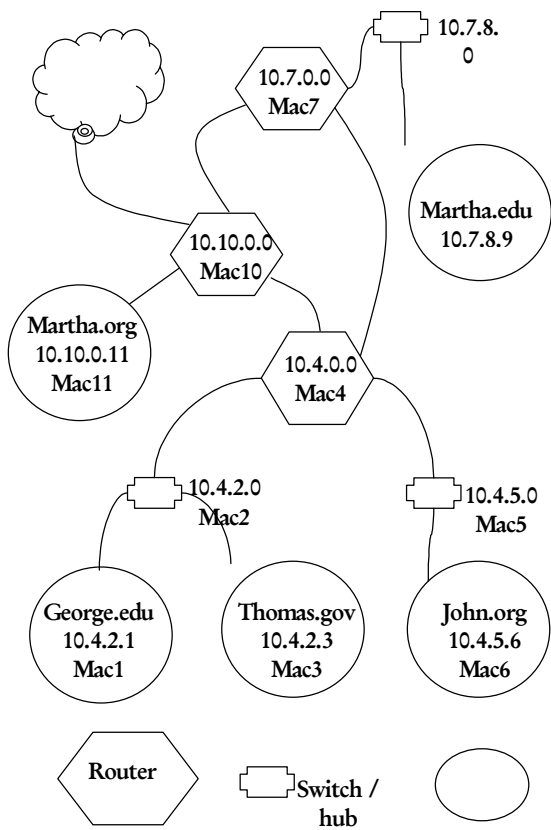 10.7.8.
0
10.7.0.0
Mac7
Martha.edu
10.7.8.9
10.10.0.0
Mac10
Martha.org
10.10.0.11
Mac11
10.4.0.0
Mac4
10.4.2.0
Mac2
10.4.5.0
Mac5
George.edu
10.4.2.1
Mac1
Thomas.gov
10.4.2.3
Mac3
John.org
10.4.5.6
Mac6
Router
Switch /
hub